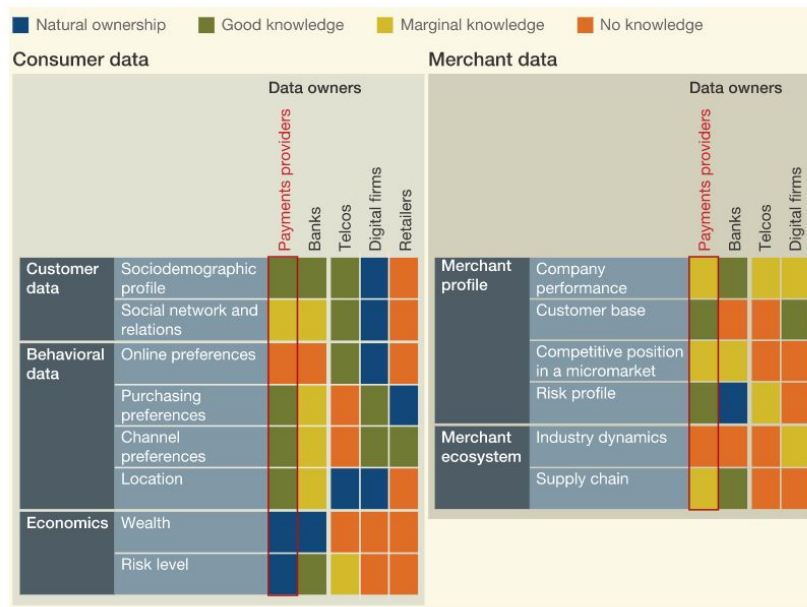 Natural ownership
Good knowledge
Marginal knowledge
No knowledge
Consumer data
Data owners
Payments providers
Banks
Telcos
Digital firms
Retailers
Customer
data
Sociodemographic
profile
Social network and
relations
Behavioral
data
Online preferences
Purchasing
preferences
Channel
preferences
Location
Economics
Wealth
Risk level
Merchant data
Data owners
Payments providers
Banks
Telcos
Digital firms
Merchant
profile
Company
performance
Customer base
Competitive position
in a micromarket
Risk profile
Merchant
ecosystem
Industry dynamics
Supply chain